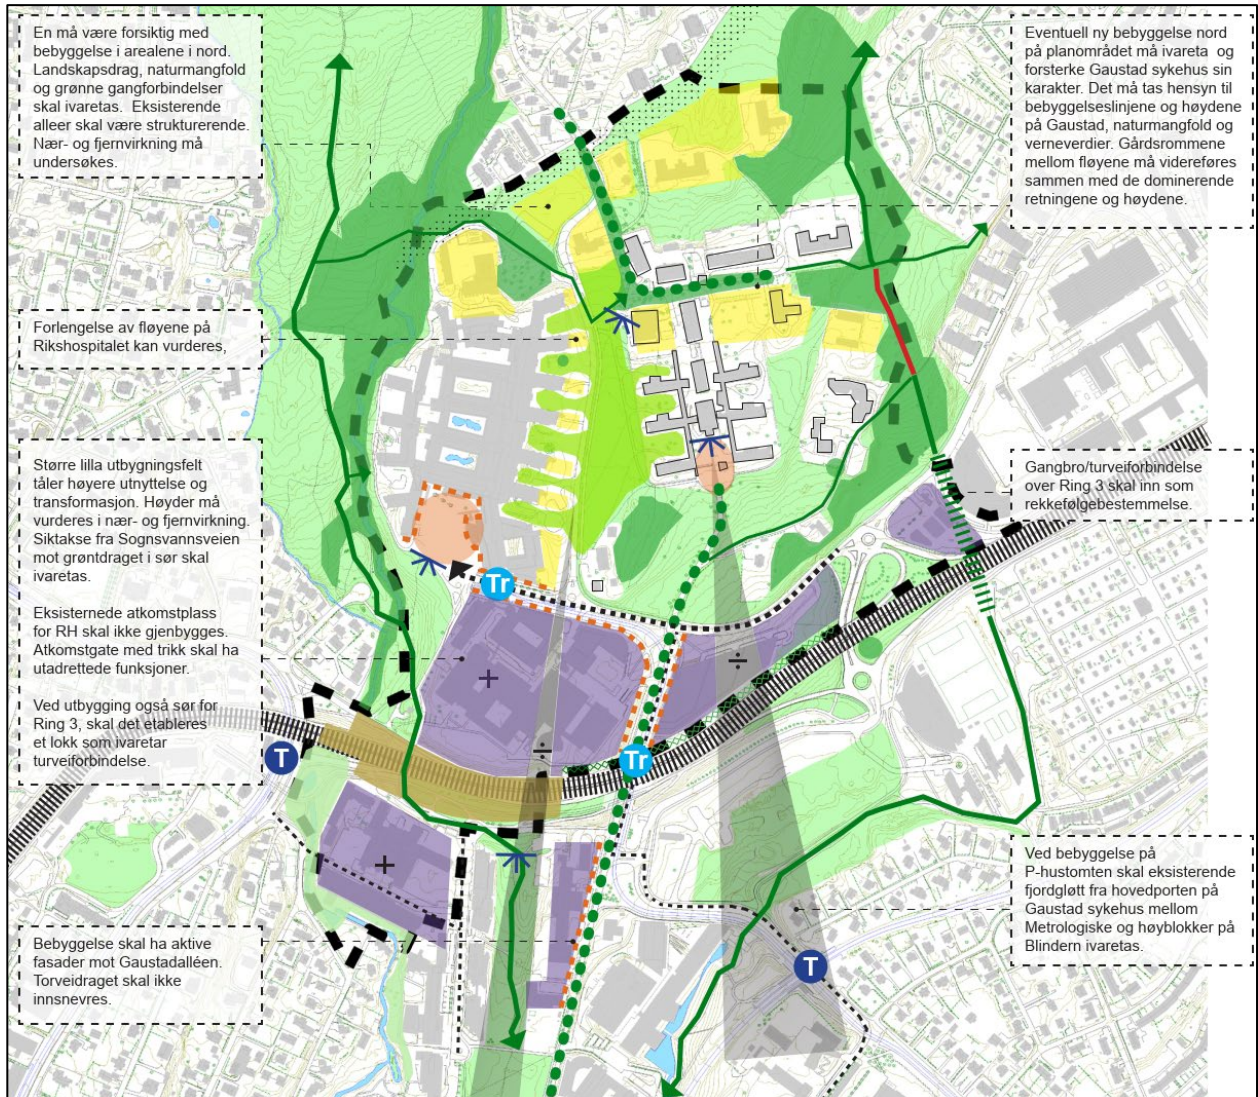 En må være forsiktig med
bebyggelse i arealene i nord.
Landskapsdrag, naturmangfold
og grønne gangforbindelser
skal ivaretas. Eksisterende
alleer skal være strukturerende.
Nær- og fjernvirkning må
undersøkes.
Forlengelse av fløyene på
Rikshospitalet kan vurderes,
Større lilla utbygningsfelt
tåler høyere utnyttelse og
transformasjon. Høyder må
vurderes i nær- og fjernvirkning.
Siktakse fra Sognsvannsveien
mot grøntdraget i sør skal
ivaretas.
Eksisternede atkomstplass
for RH skal ikke gjenbygges.
Atkomstgate med trikk skal ha
utadrettede funksjoner.
Ved utbygging også sør for
Ring 3, skal det etableres
et lokk som ivaretar
turveiforbindelse.
Bebyggelse skal ha aktive
fasader mot Gaustadalléen.
Torveidraget skal ikke
innsnevres.
Tr
+
÷
÷
Tr
T
+
T
Eventuell ny bebyggelse nord
på planområdet må ivareta og
forsterke Gaustad sykehus sin
karakter. Det må tas hensyn til
bebyggelseslinjene og høydene
på Gaustad, naturmangfold og
verneverdier. Gårdsrommene
mellom fløyene må videreføres
sammen med de dominerende
retningene og høydene.
Gangbro/turveiforbindelse
over Ring 3 skal inn som
rekkefølgebestemmelse.
Ved bebyggelse på
P-hustomten skal eksisterende
fjordgløtt fra hovedporten på
Gaustad sykehus mellom
Metrologiske og høyblokker på
Blindern ivaretas.